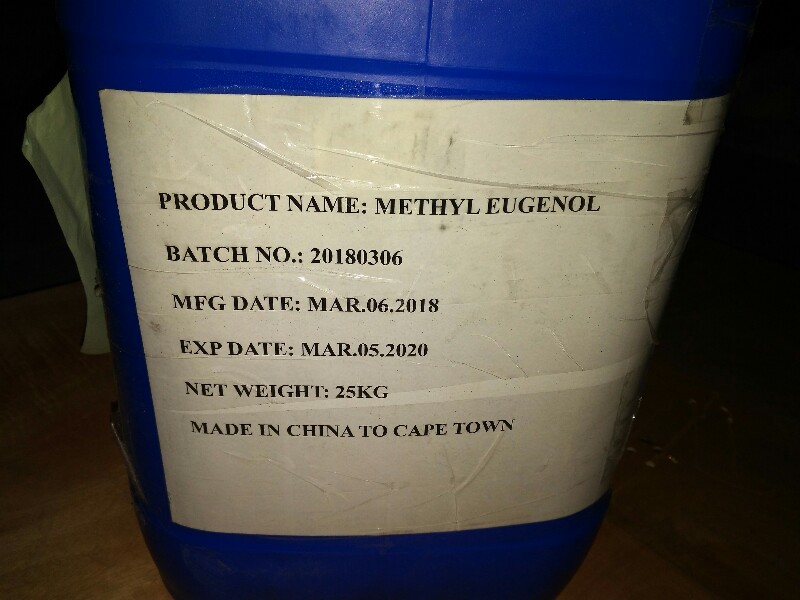 PRODUCT NAME: METHYL EUGENOL
BATCH NO.: 20180306
MFG DATE: MAR.06.2018
EXP DATE: MAR.05.2020
NET WEIGHT: 25KG
MADE IN CHINA TO CAPE TOWN